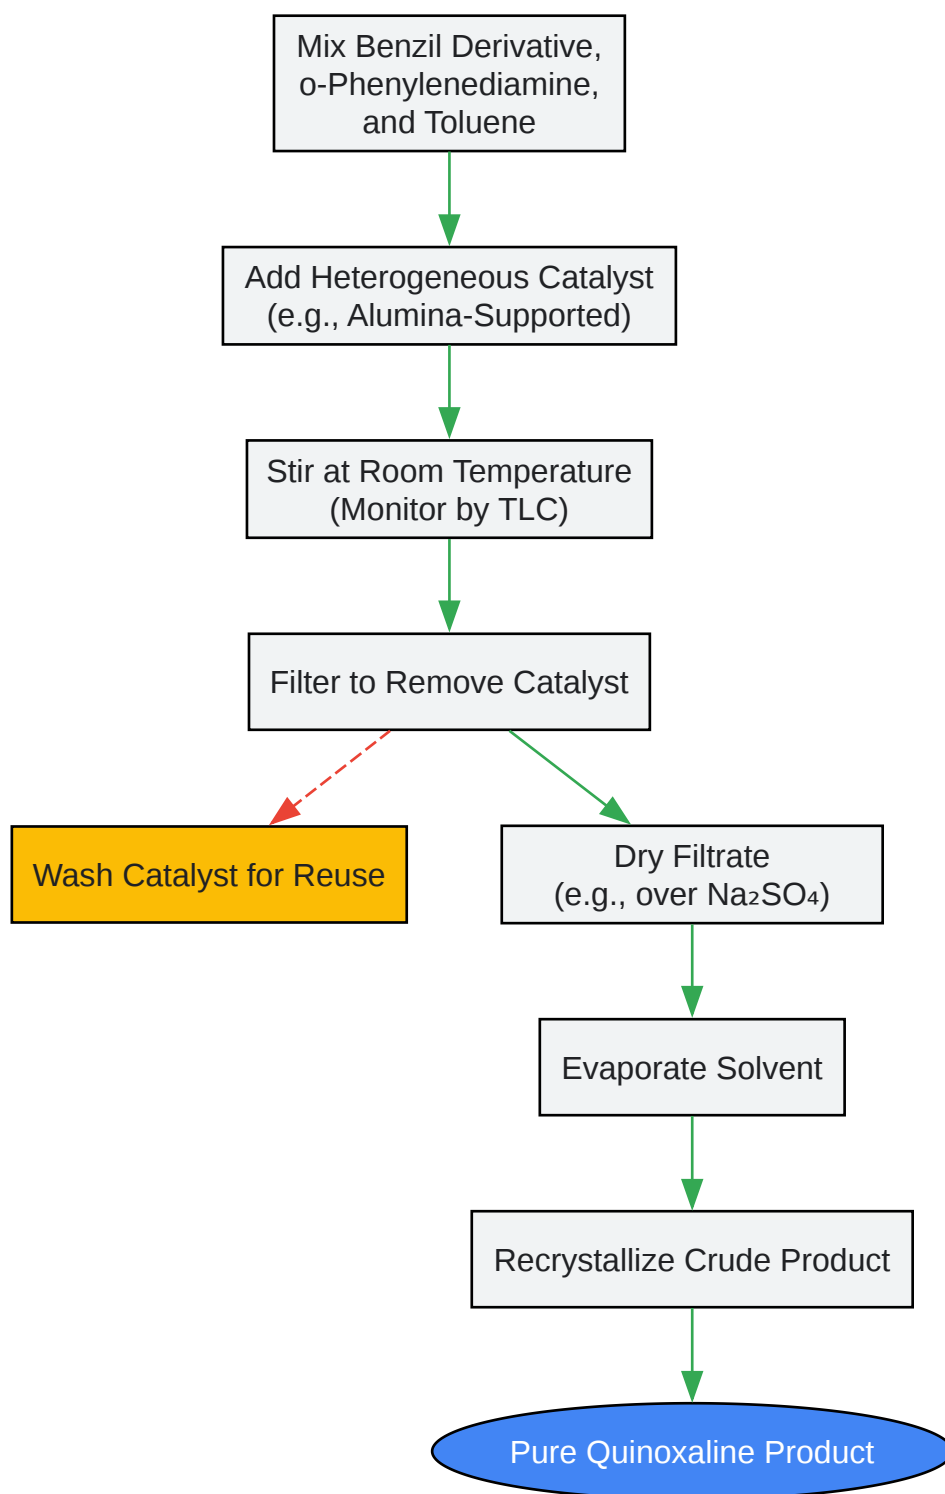 Mix Benzil Derivative,
o-Phenylenediamine,
and Toluene
Add Heterogeneous Catalyst
(e.g., Alumina-Supported)
Stir at Room Temperature
(Monitor by TLC)
Filter to Remove Catalyst
Wash Catalyst for Reuse
Dry Filtrate
(e.g., over Na₂SO₄)
Evaporate Solvent
Recrystallize Crude Product
Pure Quinoxaline Product